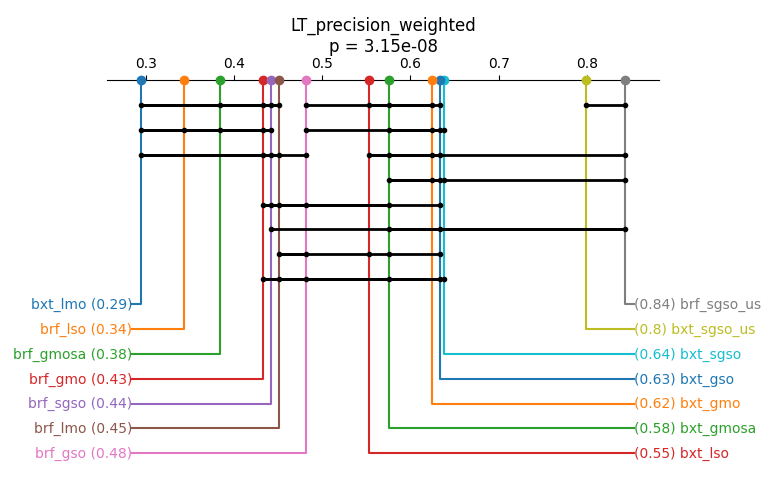 LT_precision_weighted
p = 3.15e-08
0.3 0.4 0.5 0.6 0.7 0.8
bxt_lmo (0.29) (0.84) brf_sgso_us
brf_lso (0.34) (0.8) bxt_sgso_us
brf_gmosa (0.38) (0.64) bxt_sgso
brf_gmo (0.43) (0.63) bxt_gso
brf_sgso (0.44) (0.62) bxt_gmo
brf_lmo (0.45) (0.58) bxt_gmosa
brf_gso (0.48) (0.55) bxt_lso